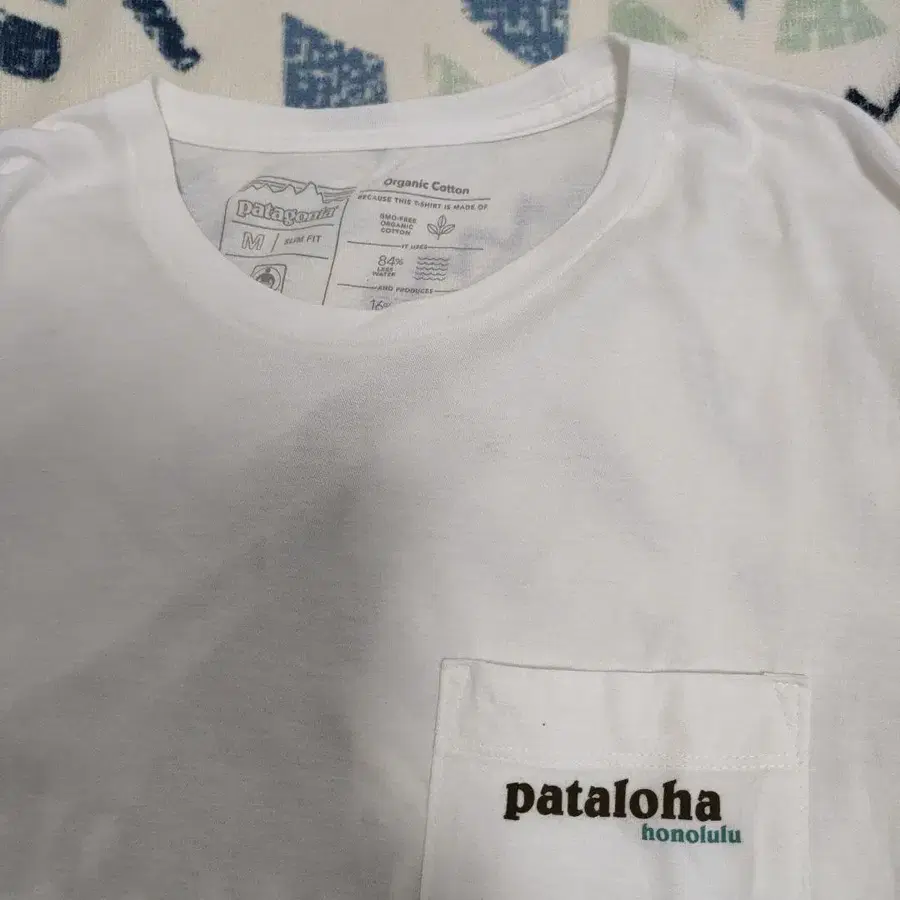 patagonia
M / SLIM FIT
Organic Cotton
BECAUSE THIS T-SHIRT IS MADE OF
GMO-FREE
ORGANIC
COTTON
IT USES
84%
LESS
WATER
AND PRODUCES
16%
pataloha
honolulu